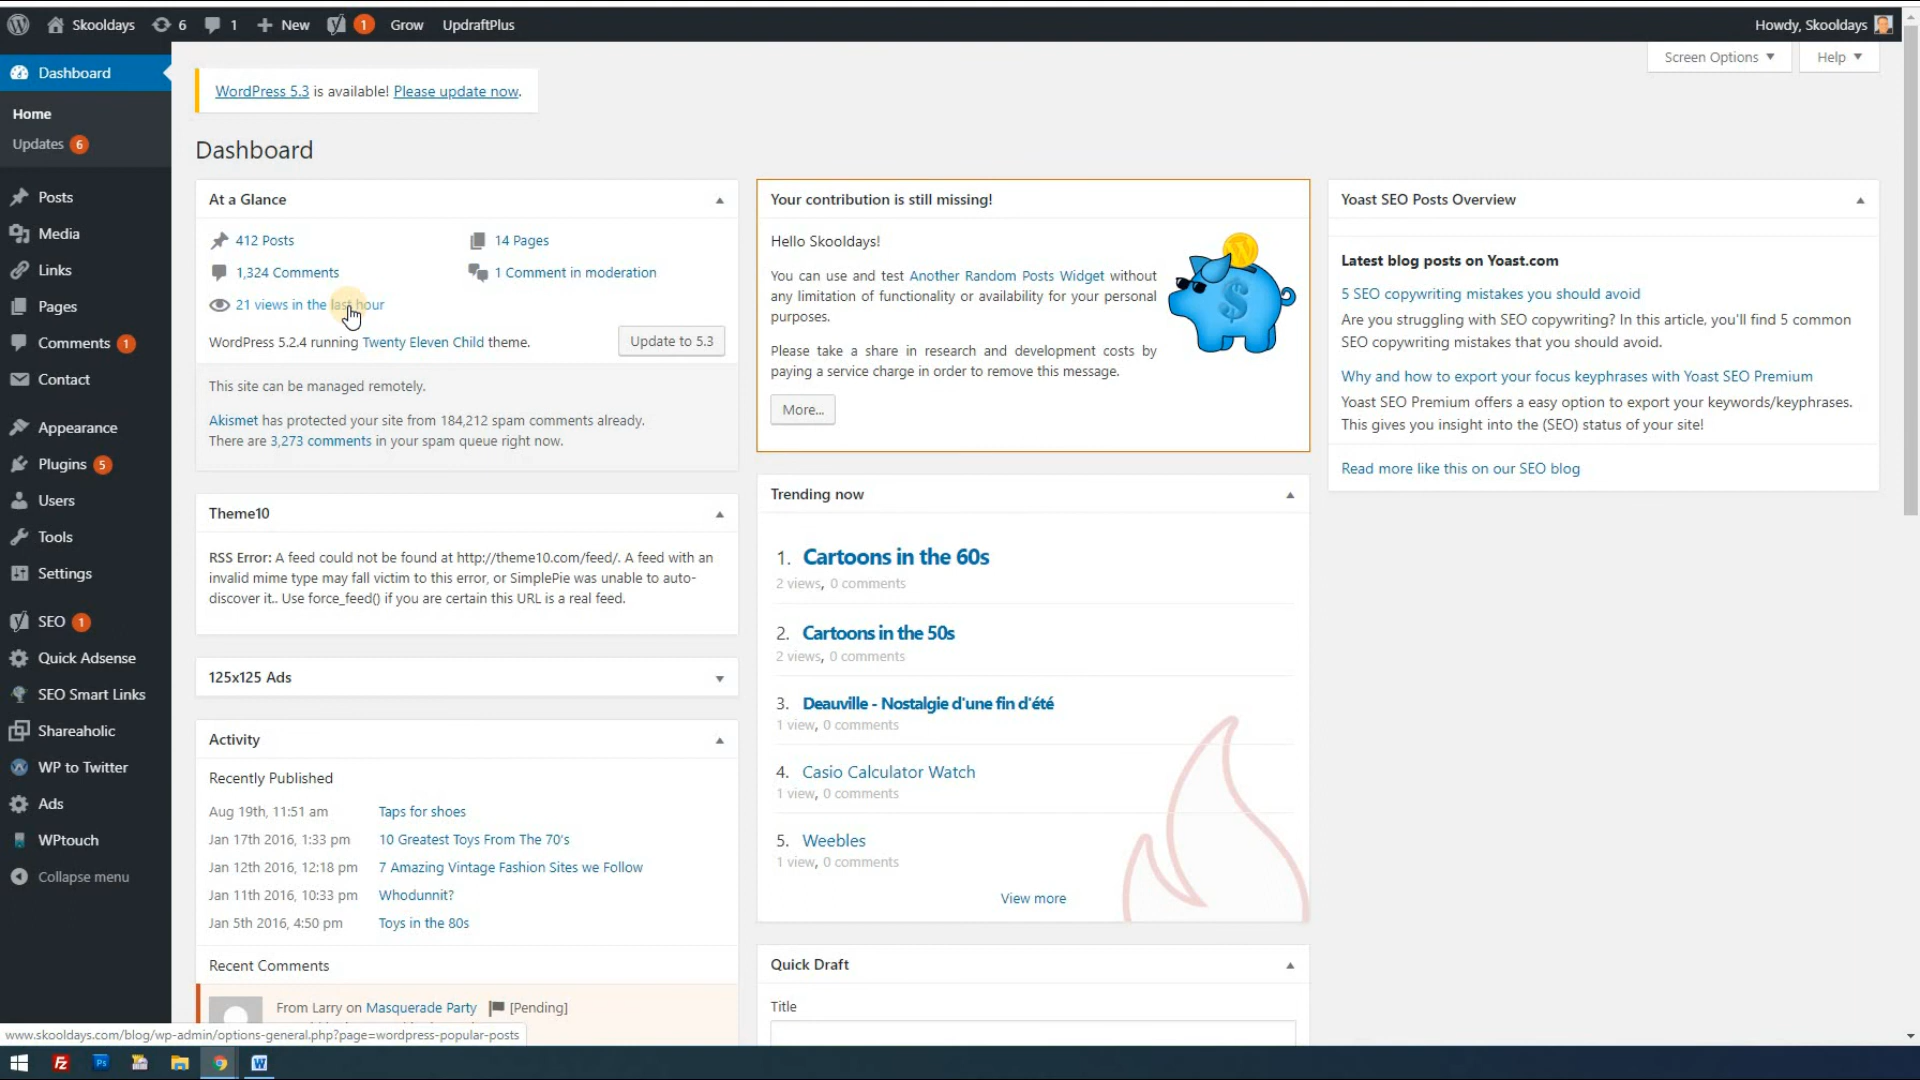 Skooldays 6 1 New 1 Grow UpdraftPlus Howdy, Skooldays
Screen Options Help
Dashboard
Home
Updates 6
Posts
Media
Links
Pages
Comments 1
Contact
Appearance
Plugins 5
Users
Tools
Settings
SEO 1
Quick Adsense
SEO Smart Links
Shareaholic
WP to Twitter
Ads
WPtouch
Collapse menu
WordPress 5.3 is available! Please update now.
Dashboard
At a Glance
412 Posts 14 Pages
1,324 Comments 1 Comment in moderation
21 views in the last hour
WordPress 5.2.4 running Twenty Eleven Child theme. Update to 5.3
This site can be managed remotely.
Akismet has protected your site from 184,212 spam comments already.
There are 3,273 comments in your spam queue right now.
Theme10
RSS Error: A feed could not be found at http://theme10.com/feed/. A feed with an
invalid mime type may fall victim to this error, or SimplePie was unable to auto-
discover it.. Use force_feed() if you are certain this URL is a real feed.
125x125 Ads
Activity
Recently Published
Aug 19th, 11:51 am Taps for shoes
Jan 17th 2016, 1:33 pm 10 Greatest Toys From The 70's
Jan 12th 2016, 12:18 pm 7 Amazing Vintage Fashion Sites we Follow
Jan 11th 2016, 10:33 pm Whodunnit?
Jan 5th 2016, 4:50 pm Toys in the 80s
Recent Comments
From Larry on Masquerade Party [Pending]
Your contribution is still missing!
Hello Skooldays!
You can use and test Another Random Posts Widget without
any limitation of functionality or availability for your personal
purposes.
Please take a share in research and development costs by
paying a service charge in order to remove this message.
More...
Trending now
1. Cartoons in the 60s
2 views, 0 comments
2. Cartoons in the 50s
2 views, 0 comments
3. Deauville - Nostalgie d'une fin d'été
1 view, 0 comments
4. Casio Calculator Watch
1 view, 0 comments
5. Weebles
1 view, 0 comments
View more
Quick Draft
Title
Yoast SEO Posts Overview
Latest blog posts on Yoast.com
5 SEO copywriting mistakes you should avoid
Are you struggling with SEO copywriting? In this article, you'll find 5 common
SEO copywriting mistakes that you should avoid.
Why and how to export your focus keyphrases with Yoast SEO Premium
Yoast SEO Premium offers a easy option to export your keywords/keyphrases.
This gives you insight into the (SEO) status of your site!
Read more like this on our SEO blog
www.skooldays.com/blog/wp-admin/options-general.php?page=wordpress-popular-posts